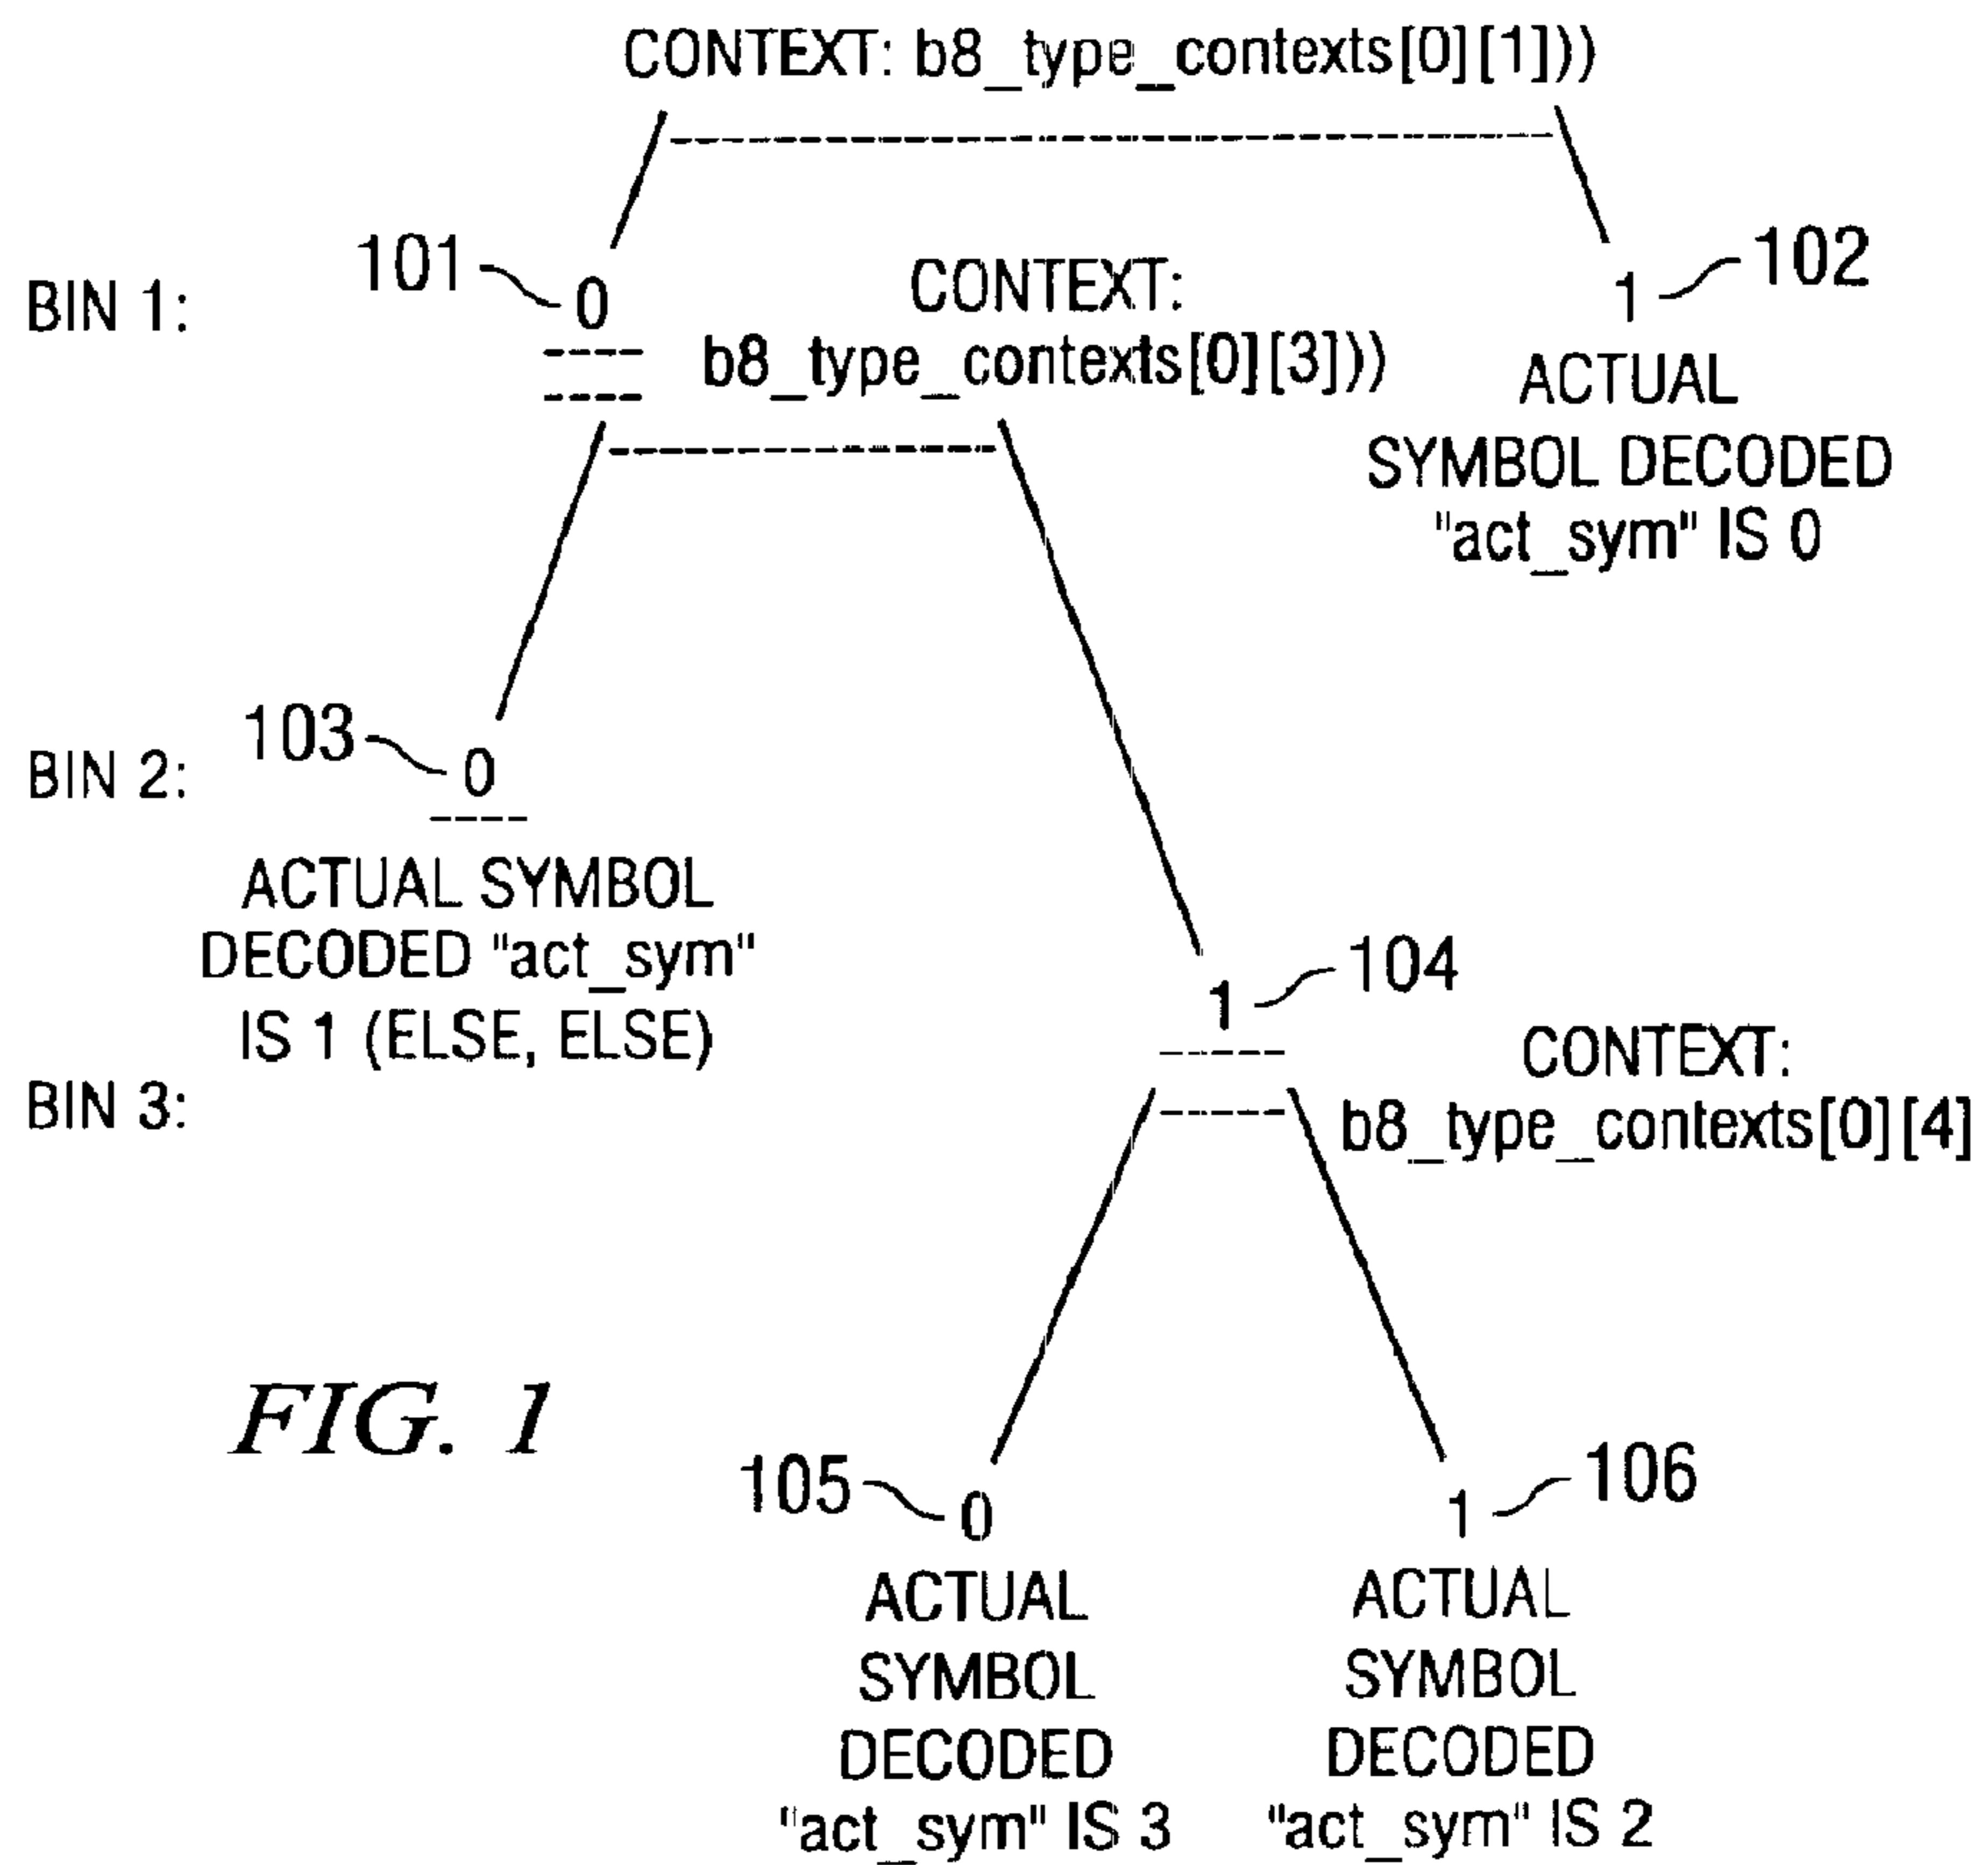 CONTEXT: b8_type_contexts[0][1]))
101
102
BIN 1:
0
CONTEXT:
b8_type_contexts[0][3]))
1
ACTUAL
SYMBOL DECODED
"act_sym" IS 0
103
BIN 2:
0
ACTUAL SYMBOL
DECODED "act_sym"
IS 1 (ELSE, ELSE)
104
1
BIN 3:
CONTEXT:
b8_type_contexts[0][4]
FIG. 1
105
0
ACTUAL
SYMBOL
DECODED
"act_sym" IS 3
106
1
ACTUAL
SYMBOL
DECODED
"act_sym" IS 2